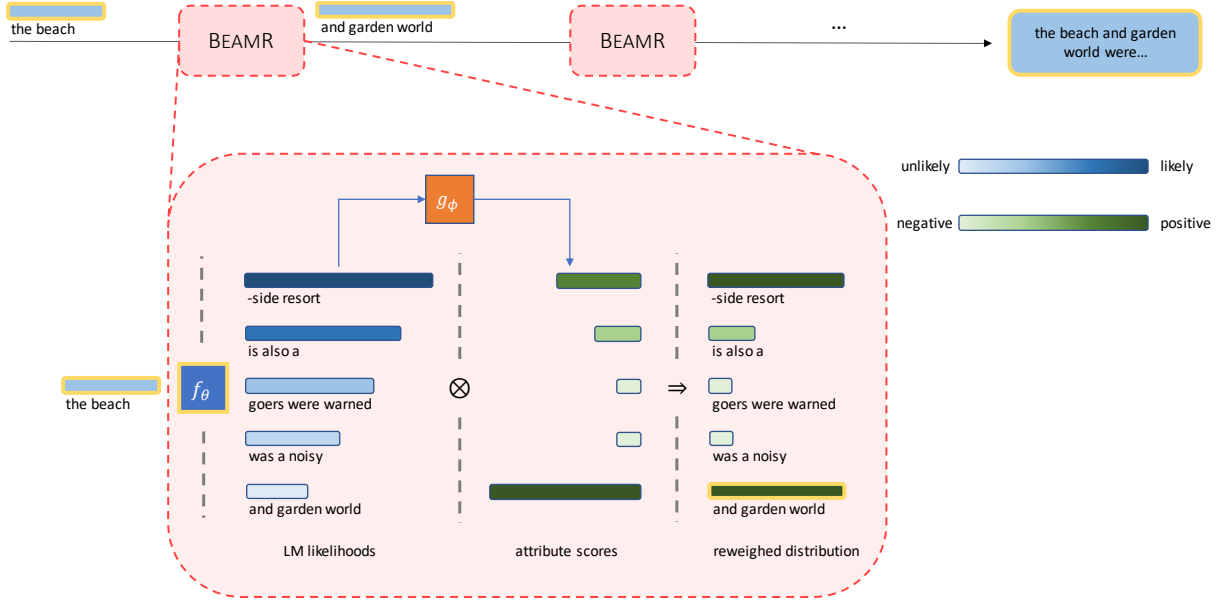 the beach
BEAMR
and garden world
BEAMR
...
the beach and garden
world were...
unlikely
likely
negative
positive
gϕ
-side resort
-side resort
is also a
is also a
the beach
fθ
goers were warned
⊗
⇒
goers were warned
was a noisy
was a noisy
and garden world
and garden world
LM likelihoods
attribute scores
reweighed distribution